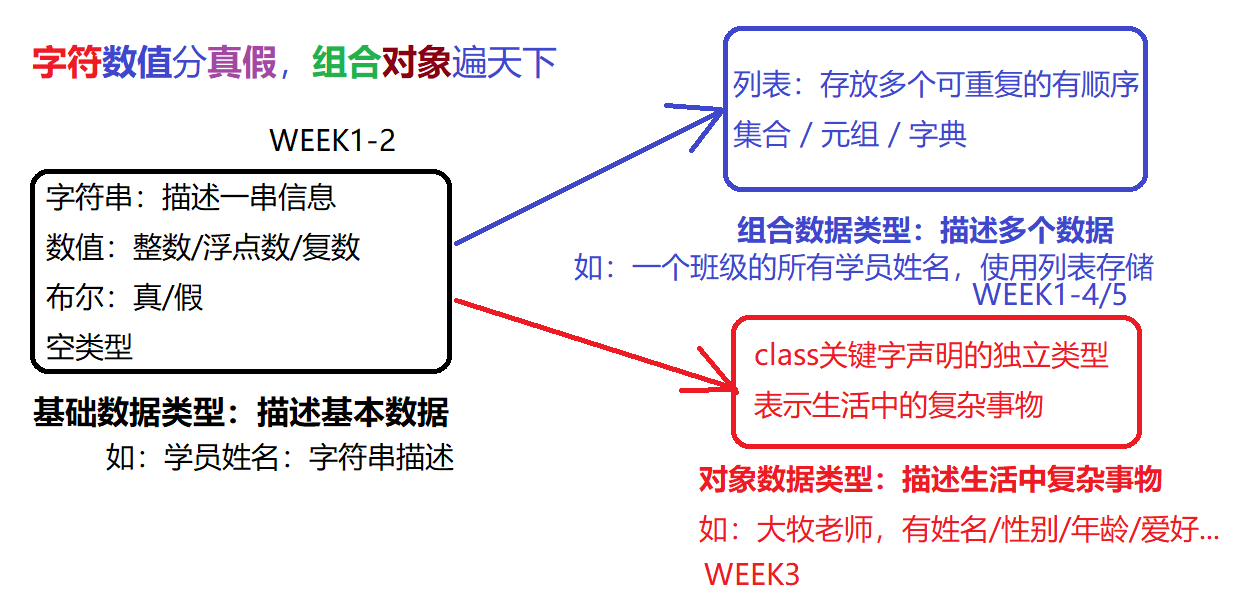 字符数值分真假，组合对象遍天下
WEEK1-2
字符串：描述一串信息
数值：整数/浮点数/复数
布尔：真/假
空类型
基础数据类型：描述基本数据
如：学员姓名：字符串描述
列表：存放多个可重复的有顺序
集合 / 元组 / 字典
组合数据类型：描述多个数据
如：一个班级的所有学员姓名，使用列表存储
WEEK1-4/5
class关键字声明的独立类型
表示生活中的复杂事物
对象数据类型：描述生活中复杂事物
如：大牧老师，有姓名/性别/年龄/爱好...
WEEK3